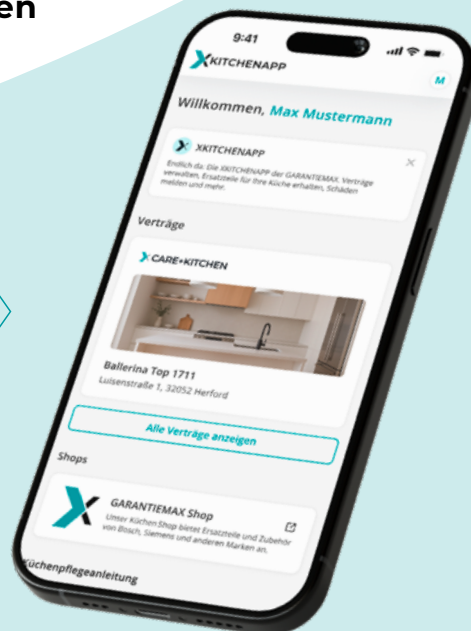 en
9:41
XKITCHENAPP
M
Willkommen, Max Mustermann
XKITCHENAPP
Endlich da: Die XKITCHENAPP der GARANTIEMAX. Verträge
verwalten, Ersatzteile für Ihre Küche erhalten, Schäden
melden und mehr.
Verträge
CARE+KITCHEN
Ballerina Top 1711
Luisenstraße 1, 32052 Herford
Alle Verträge anzeigen
Shops
GARANTIEMAX Shop
Unser Küchen Shop bietet Ersatzteile und Zubehör
von Bosch, Siemens und anderen Marken an.
Küchenpflegeanleitung